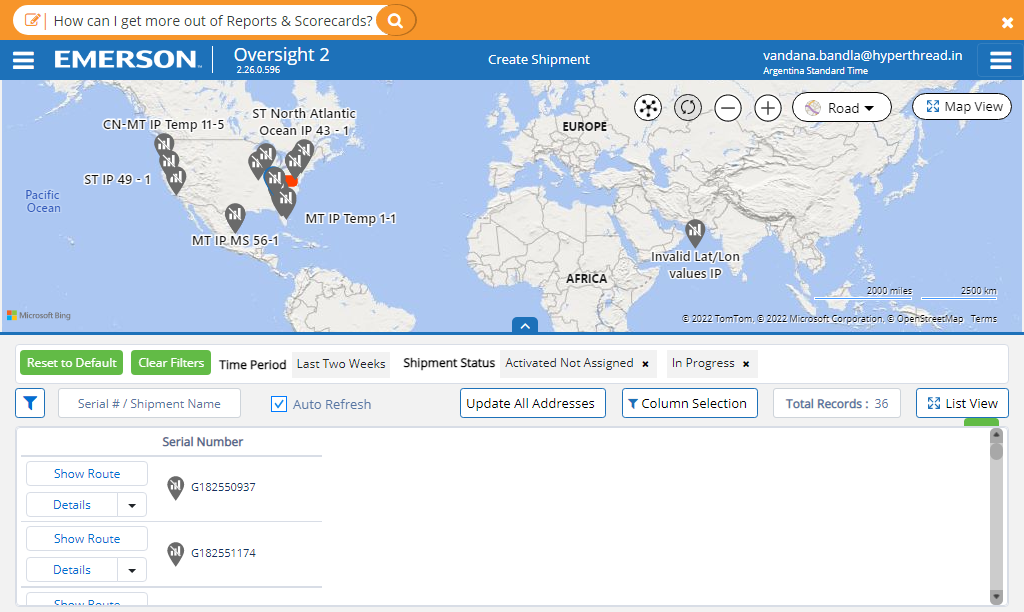 How can I get more out of Reports & Scorecards?
EMERSON
Oversight 2
2.26.0.596
Create Shipment
vandana.bandla@hyperthread.in
Argentina Standard Time
CN-MT IP Temp 11-5
ST North Atlantic
Ocean IP 43 - 1
EUROPE
Road
Map View
ST IP 49 - 1
Pacific
Ocean
MT IP Temp 1-1
MT IP MS 56-1
Invalid Lat/Lon
values IP
AFRICA
2000 miles
2500 km
Microsoft Bing
© 2022 TomTom, © 2022 Microsoft Corporation, © OpenStreetMap Terms
Reset to Default
Clear Filters
Time Period
Last Two Weeks
Shipment Status
Activated Not Assigned ×
In Progress ×
Serial # / Shipment Name
Auto Refresh
Update All Addresses
Column Selection
Total Records : 36
List View
Serial Number
Show Route
G182550937
Details
Show Route
G182551174
Details
Show Route